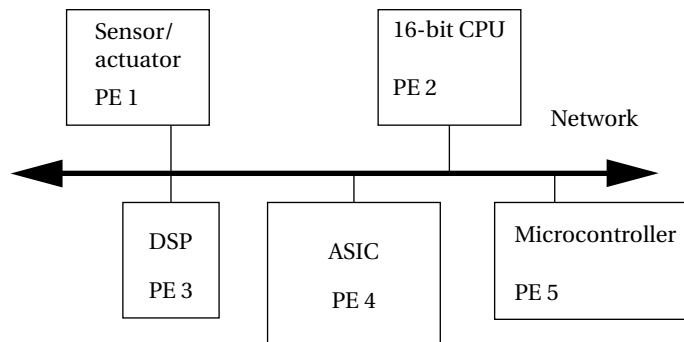 Sensor/
actuator
PE 1
16-bit CPU
PE 2
Network
DSP
PE 3
ASIC
PE 4
Microcontroller
PE 5